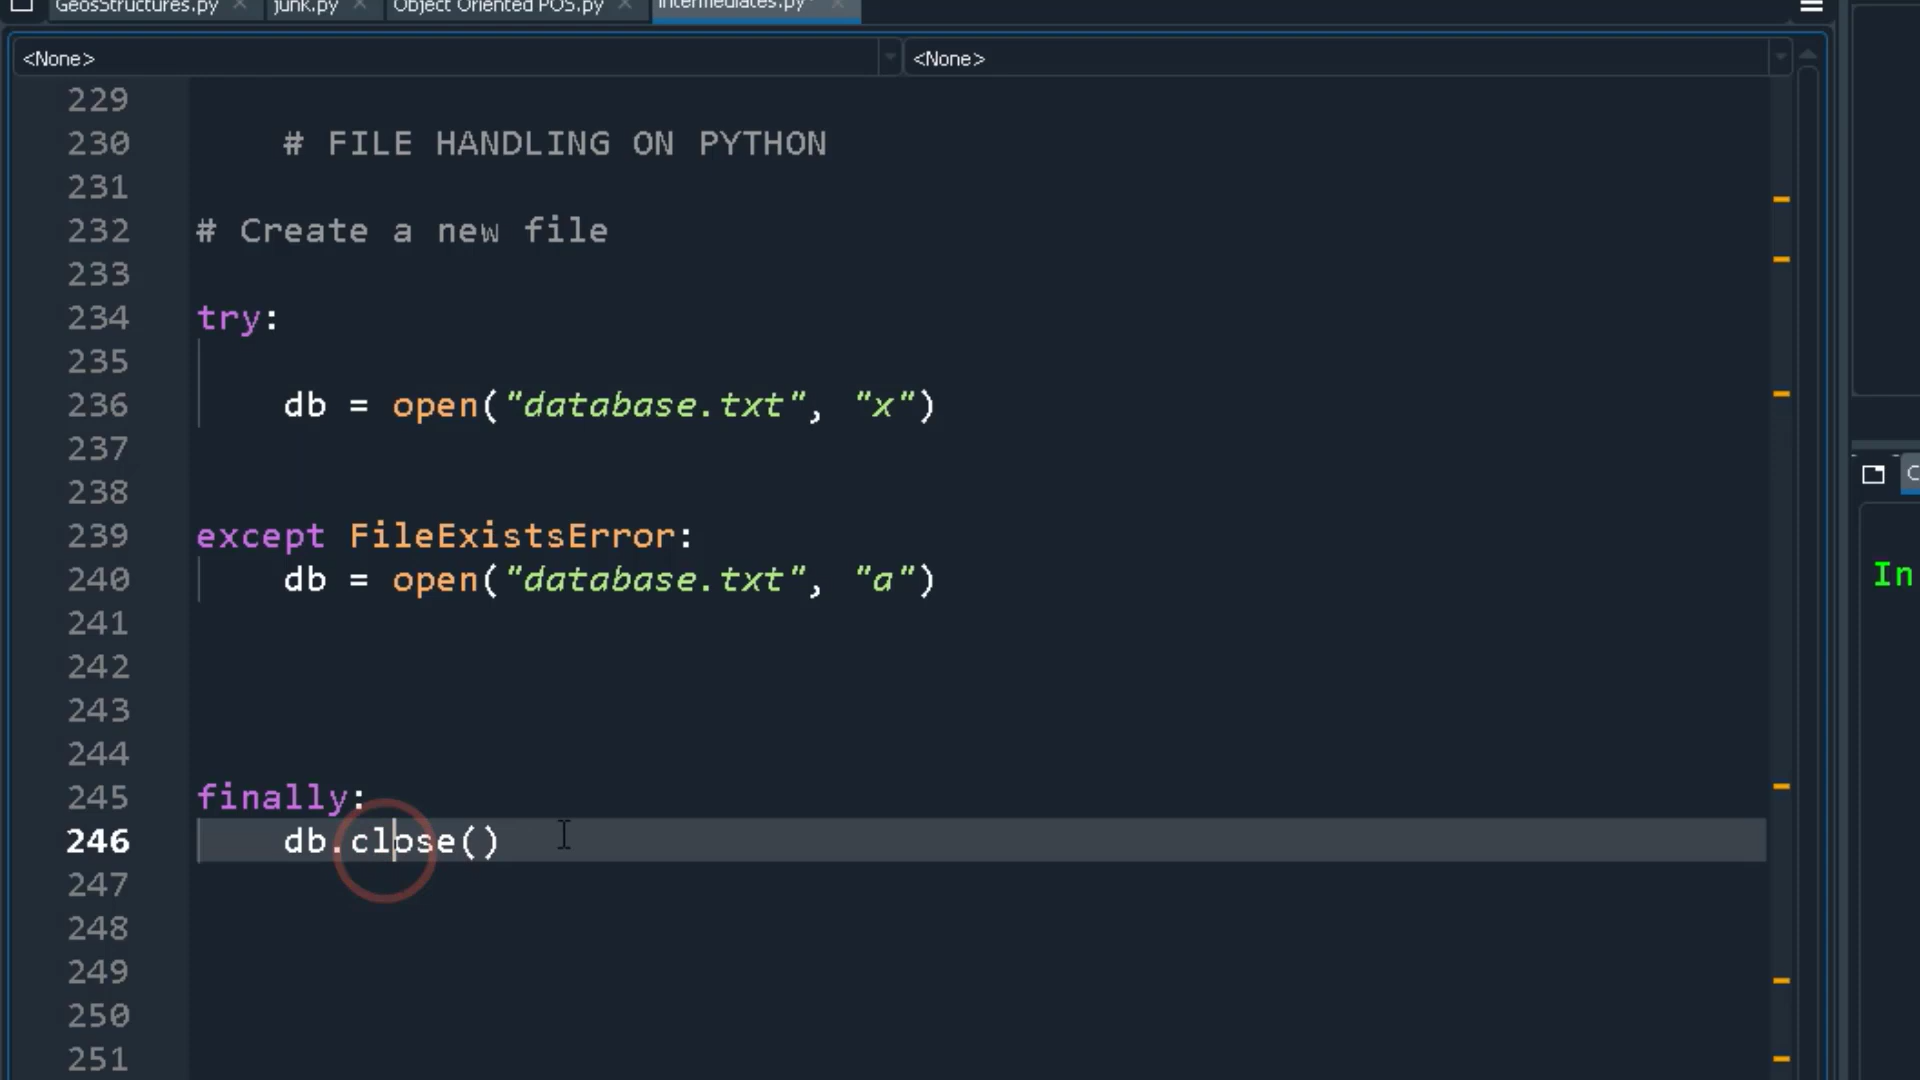 GeosStructures.py junk.py Object Oriented POS.py Intermediates.py*
<None> <None>
229
230 # FILE HANDLING ON PYTHON
231
232 # Create a new file
233
234 try:
235
236 db = open("database.txt", "x")
237
238
239 except FileExistsError:
240 db = open("database.txt", "a")
241
242
243
244
245 finally:
246 db.close()
247
248
249
250
251
In